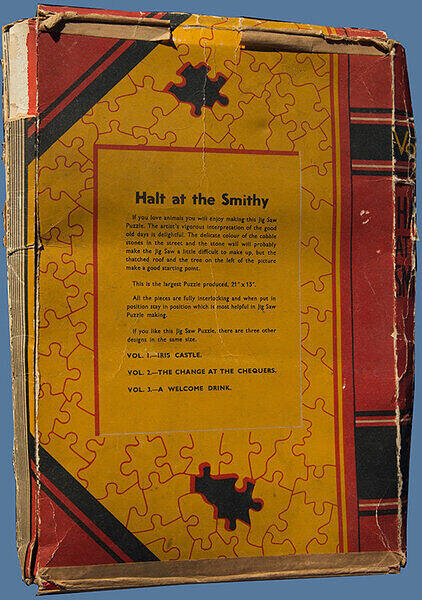 Halt at the Smithy
If you love animals you will enjoy making this Jig Saw
Puzzle. The artist's vigorous interpretation of the good
old days is delightful. The delicate colour of the cobble
stones in the street and the stone wall will probably
make the Jig Saw a little difficult to make up, but the
thatched roof and the tree on the left of the picture
make a good starting point.
This is the largest Puzzle produced, 21" x 15".
All the pieces are fully interlocking and when put in
position stay in position which is most helpful in Jig Saw
Puzzle making.
If you like this Jig Saw Puzzle, there are three other
designs in the same size.
VOL. 1.—IRIS CASTLE.
VOL. 2.—THE CHANGE AT THE CHEQUERS.
VOL. 3.—A WELCOME DRINK.